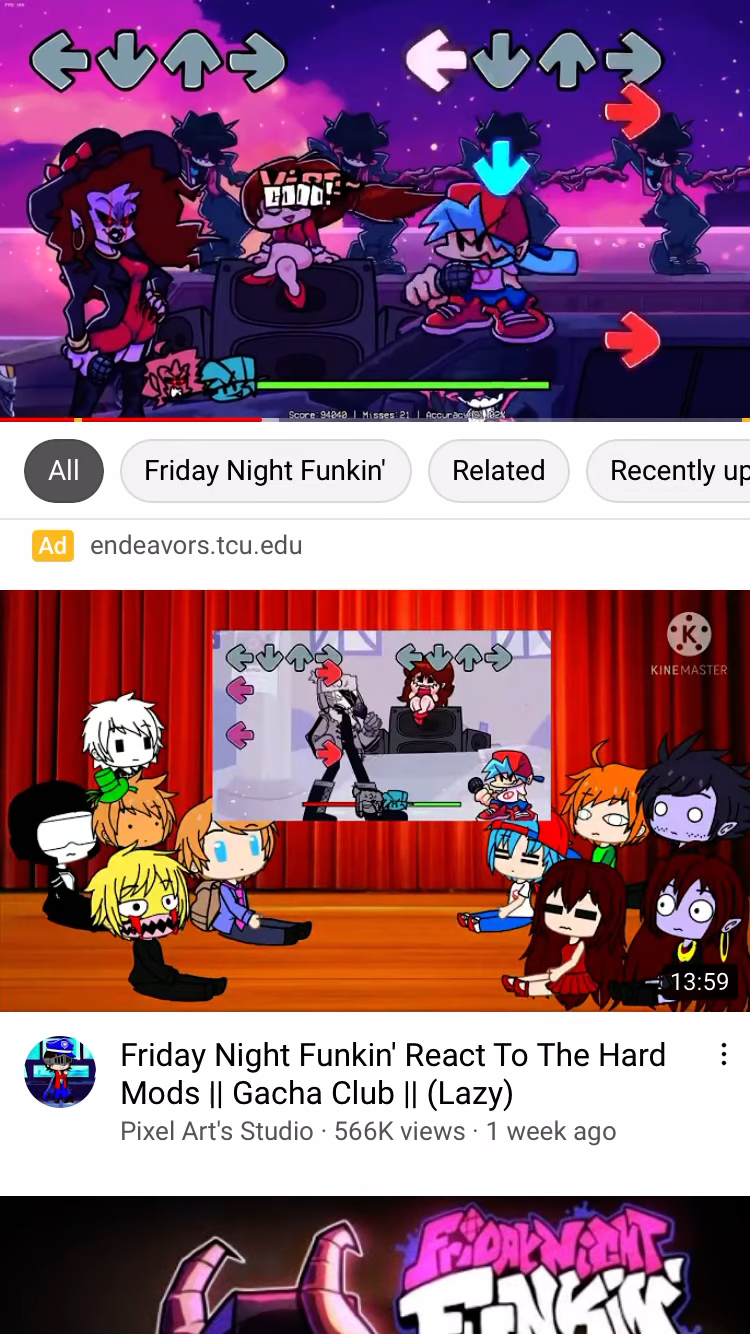 GOOD!
Score:94040 | Misses:21 | Accuracy
All
Friday Night Funkin'
Related
Recently up
Ad
endeavors.tcu.edu
K
KINEMASTER
13:59
Friday Night Funkin' React To The Hard
Mods || Gacha Club || (Lazy)
Pixel Art's Studio · 566K views · 1 week ago
FRIDAY NIGHT
FUNKIN'